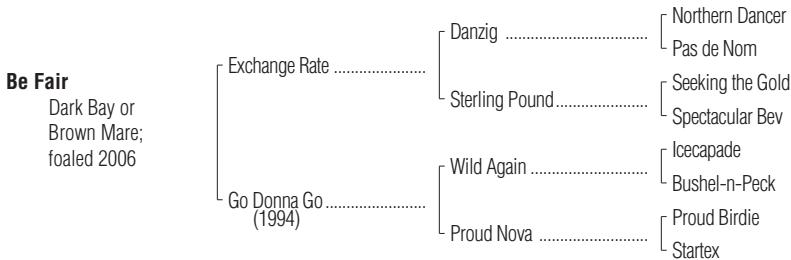 Be Fair
Dark Bay or
Brown Mare;
foaled 2006
Exchange Rate ......................
Go Donna Go ........................
(1994)
Danzig ..................................
Sterling Pound......................
Wild Again ............................
Proud Nova ..........................
Northern Dancer
Pas de Nom
Seeking the Gold
Spectacular Bev
Icecapade
Bushel-n-Peck
Proud Birdie
Startex